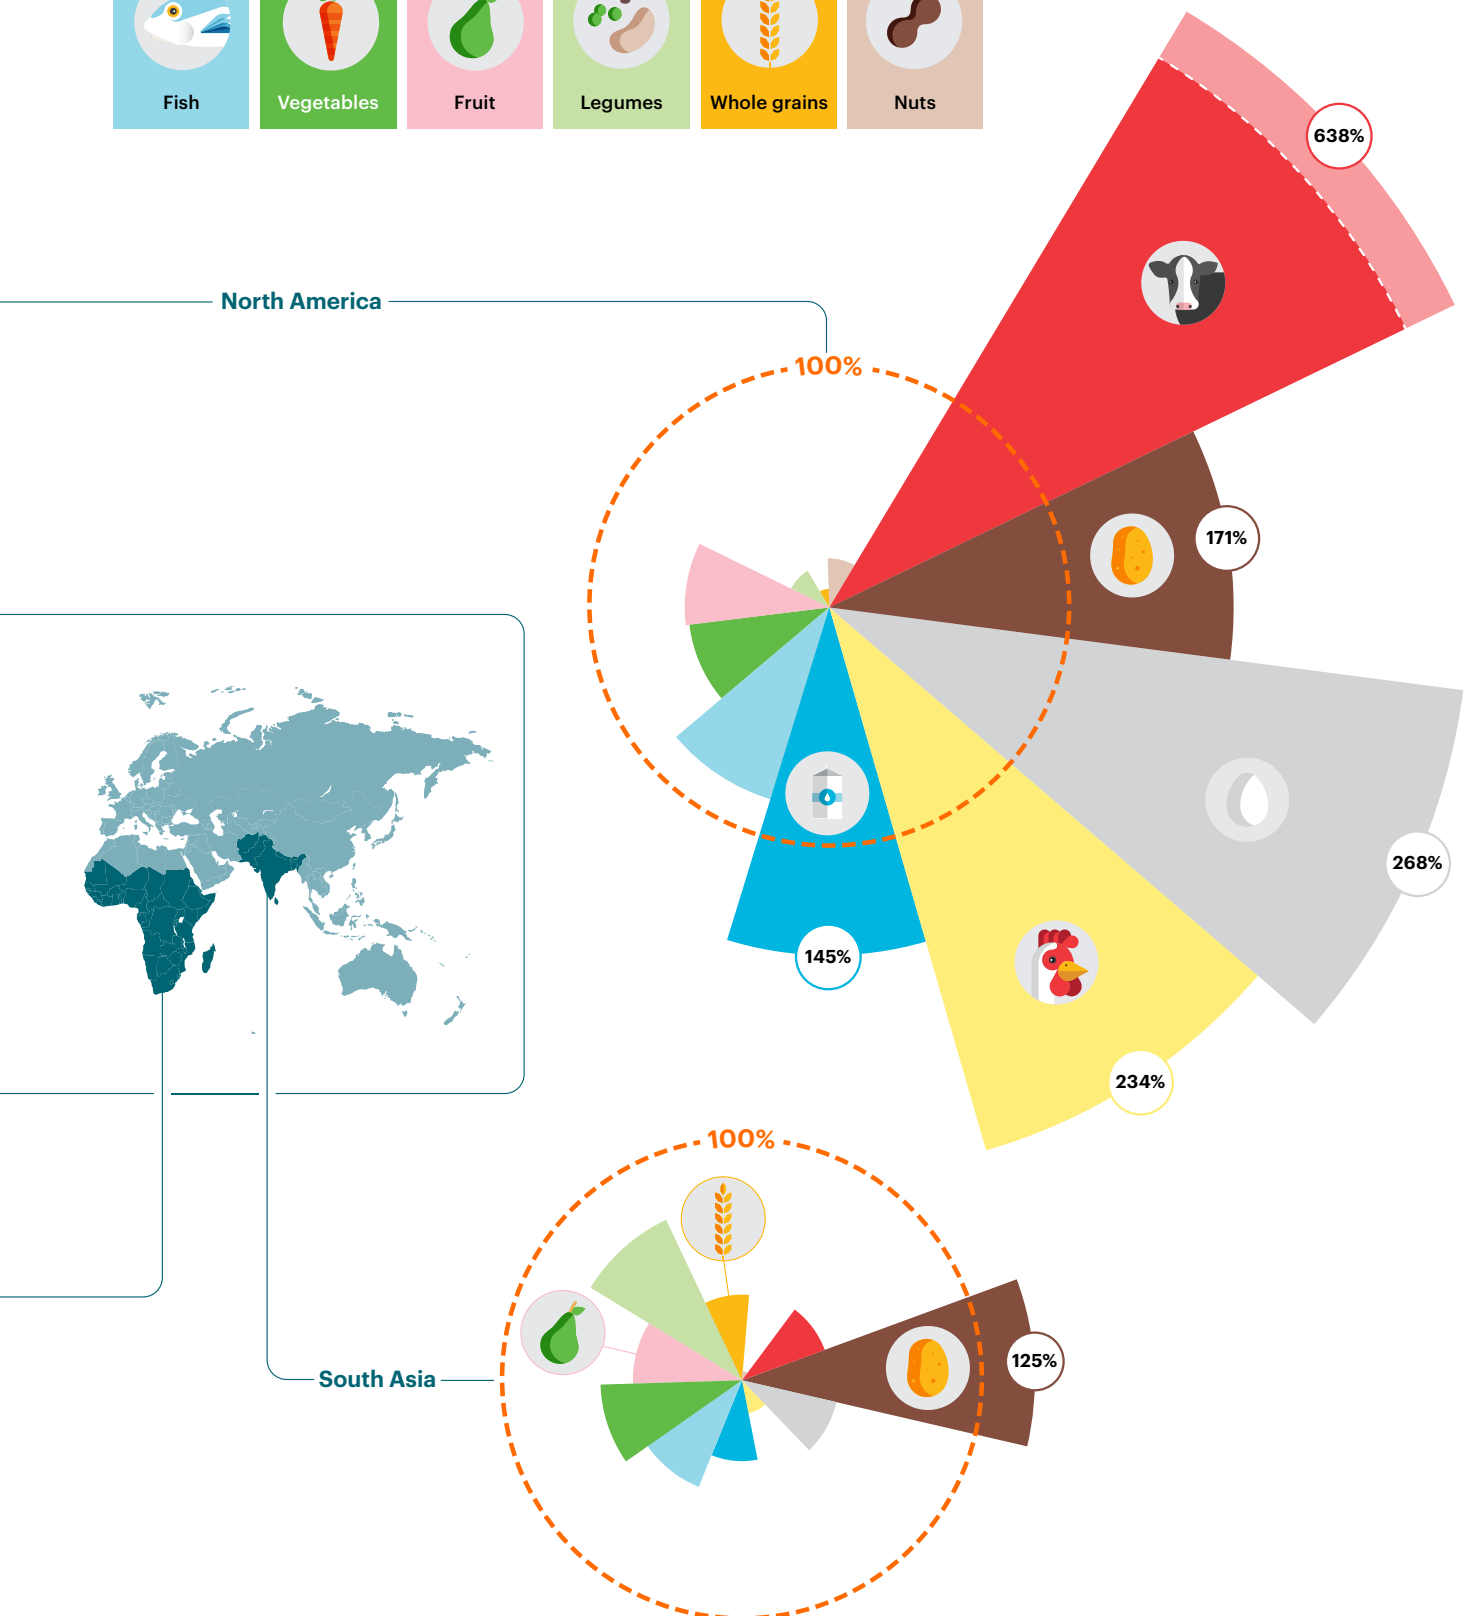 Fish
Vegetables
Fruit
Legumes
Whole grains
Nuts
638%
North America
100%
171%
268%
145%
234%
100%
South Asia
125%